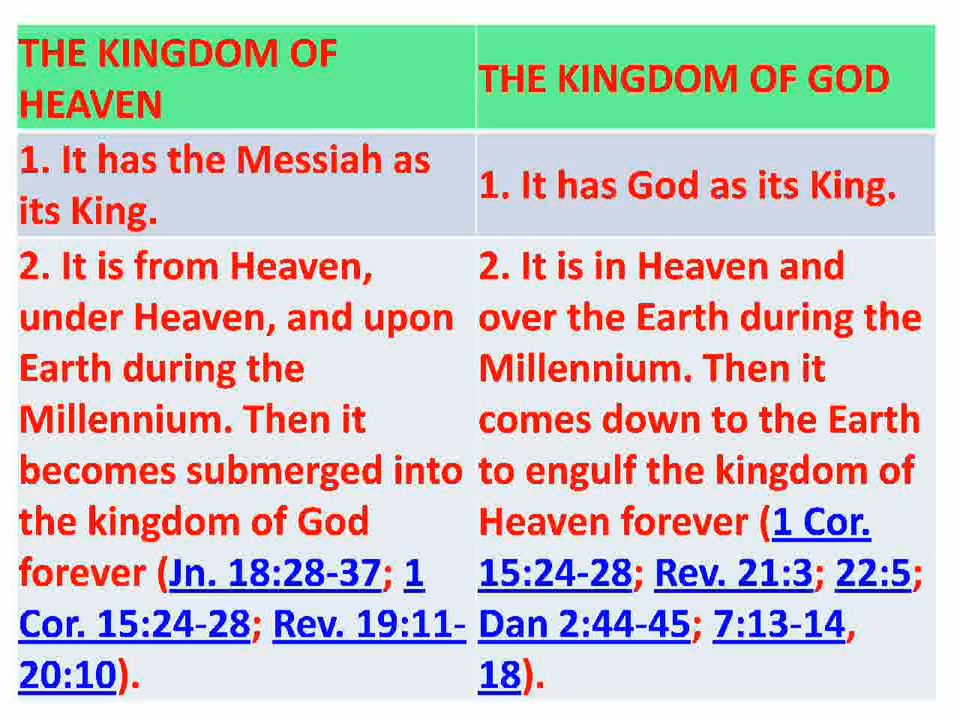 THE KINGDOM OF
HEAVEN
THE KINGDOM OF GOD
1. It has the Messiah as
its King.
1. It has God as its King.
2. It is from Heaven,
under Heaven, and upon
Earth during the
Millennium. Then it
becomes submerged into
the kingdom of God
forever (Jn. 18:28-37; 1
Cor. 15:24-28; Rev. 19:11-
20:10).
2. It is in Heaven and
over the Earth during the
Millennium. Then it
comes down to the Earth
to engulf the kingdom of
Heaven forever (1 Cor.
15:24-28; Rev. 21:3; 22:5;
Dan 2:44-45; 7:13-14,
18).